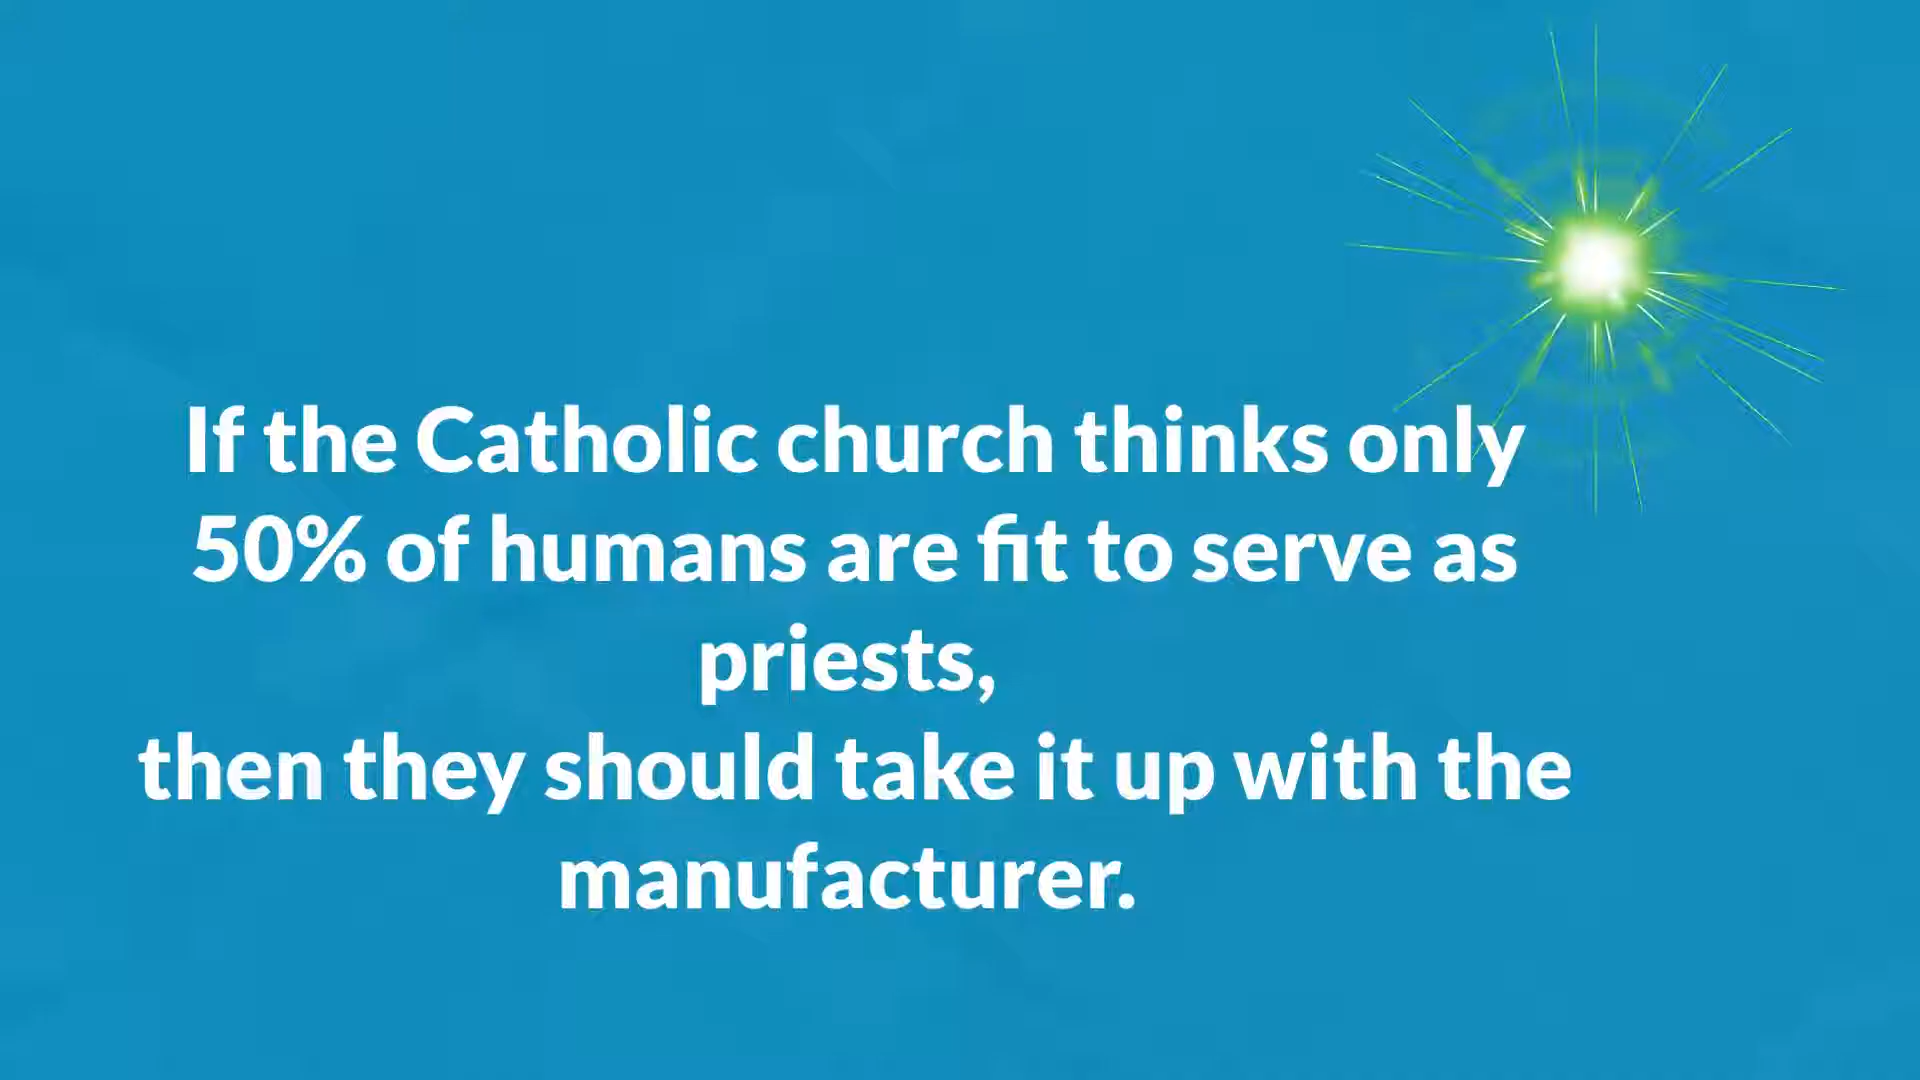 If the Catholic church thinks only
50% of humans are fit to serve as
priests,
then they should take it up with the
manufacturer.